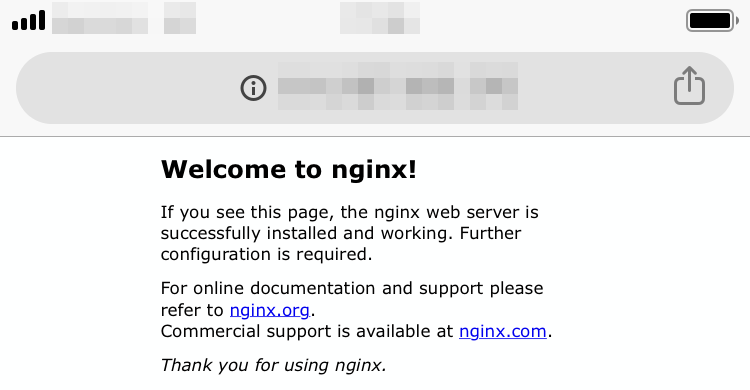 Welcome to nginx!
If you see this page, the nginx web server is
successfully installed and working. Further
configuration is required.
For online documentation and support please
refer to nginx.org.
Commercial support is available at nginx.com.
Thank you for using nginx.